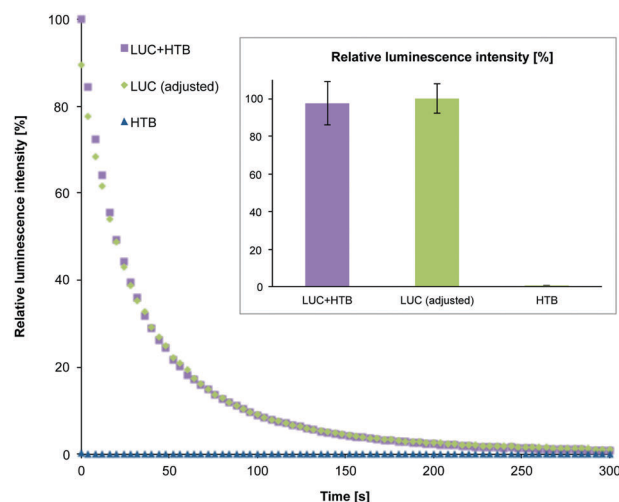 100
80
60
40
20
0
Relative luminescence intensity [%]
LUC+HTB
LUC (adjusted)
HTB
0 50 100 150 200 250 300
Time [s]
Relative luminescence intensity [%]
100
80
60
40
20
0
LUC+HTB LUC (adjusted) HTB